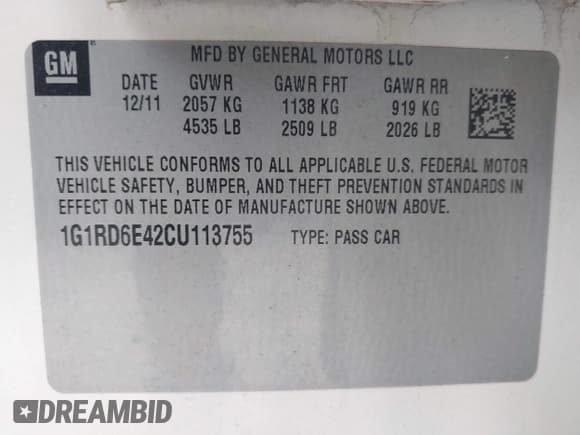 GM
MFD BY GENERAL MOTORS LLC
DATE GVWR GAWR FRT GAWR RR
12/11 2057 KG 1138 KG 919 KG
4535 LB 2509 LB 2026 LB
THIS VEHICLE CONFORMS TO ALL APPLICABLE U.S. FEDERAL MOTOR
VEHICLE SAFETY, BUMPER, AND THEFT PREVENTION STANDARDS IN
EFFECT ON THE DATE OF MANUFACTURE SHOWN ABOVE.
1G1RD6E42CU113755 TYPE: PASS CAR
DREAMBID